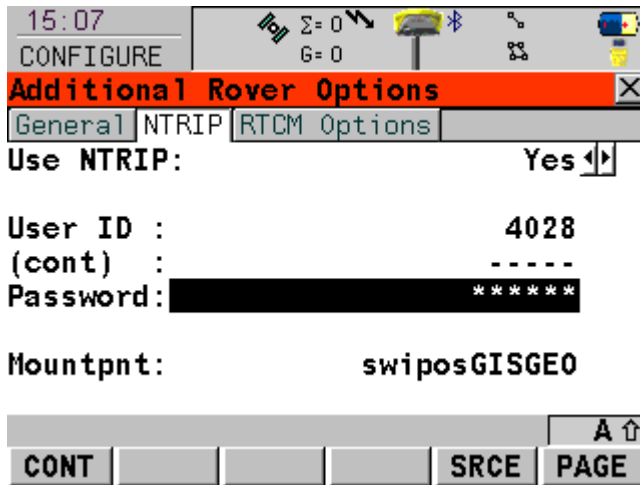 15:07
Σ= 0
CONFIGURE
G= 0
Additional Rover Options
General NTRIP RTCM Options
Use NTRIP: Yes
User ID : 4028
(cont) : -----
Password: ******
Mountpnt: swiposGISGEO
A
CONT SRCE PAGE